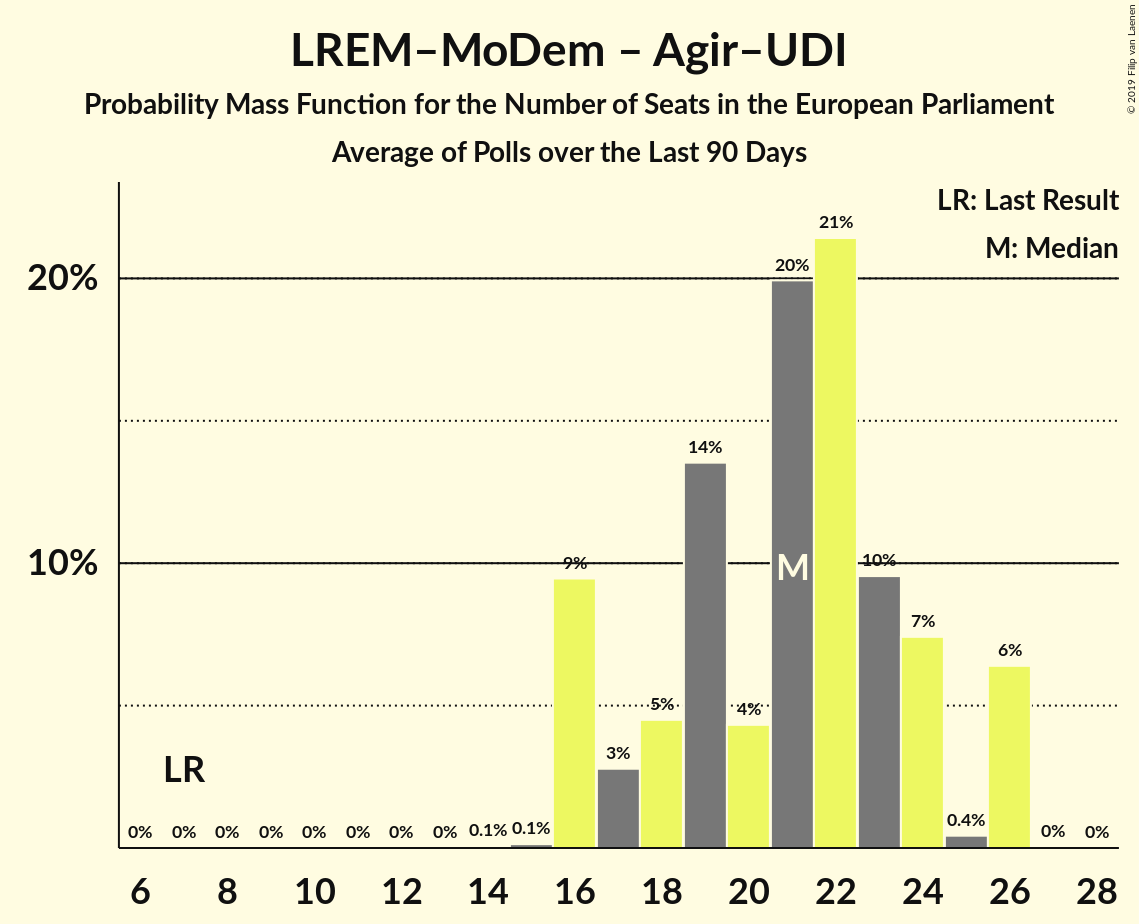 LREM–MoDem – Agir–UDI
Probability Mass Function for the Number of Seats in the European Parliament
Average of Polls over the Last 90 Days
© 2019 Filip van Laenen
LR: Last Result
M: Median
20%
10%
0% 0% 0% 0% 0% 0% 0% 0% 0.1% 0.1% 9% 3% 5% 14% 4% 20% 21% 10% 7% 0.4% 6% 0% 0%
LR
M
6 8 10 12 14 16 18 20 22 24 26 28